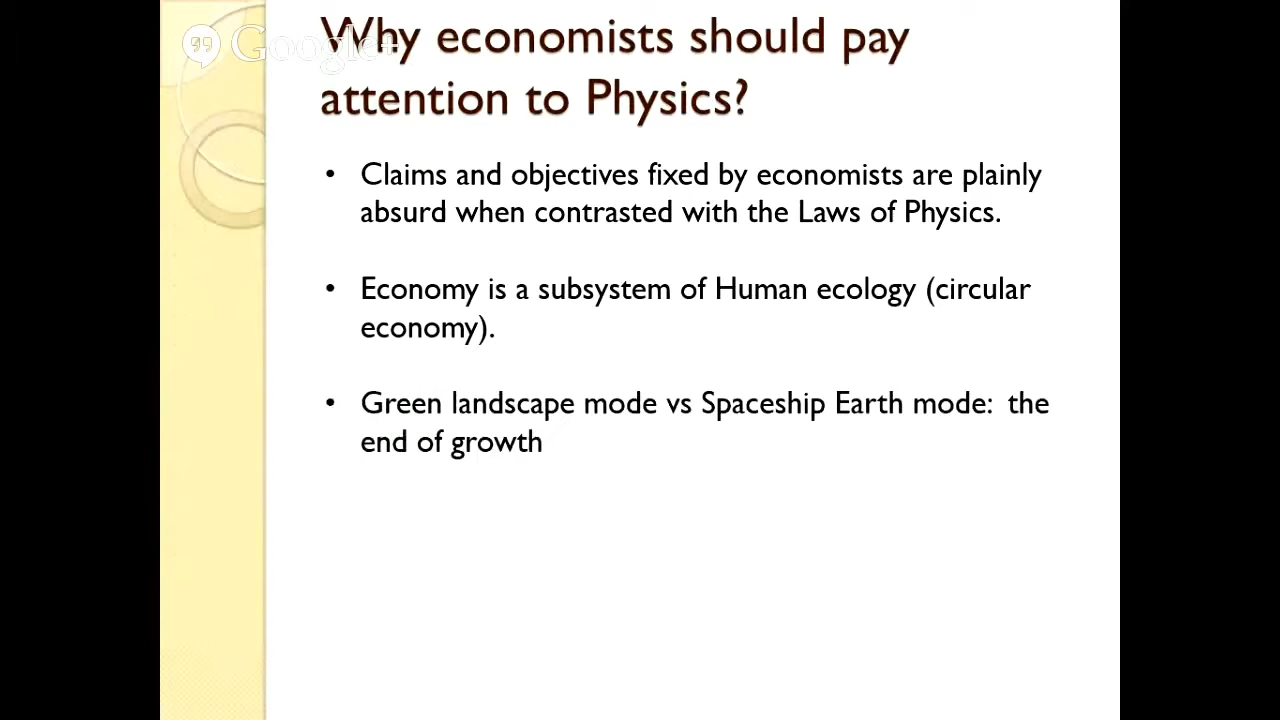 Google+
Why economists should pay
attention to Physics?
• Claims and objectives fixed by economists are plainly
absurd when contrasted with the Laws of Physics.
• Economy is a subsystem of Human ecology (circular
economy).
• Green landscape mode vs Spaceship Earth mode: the
end of growth